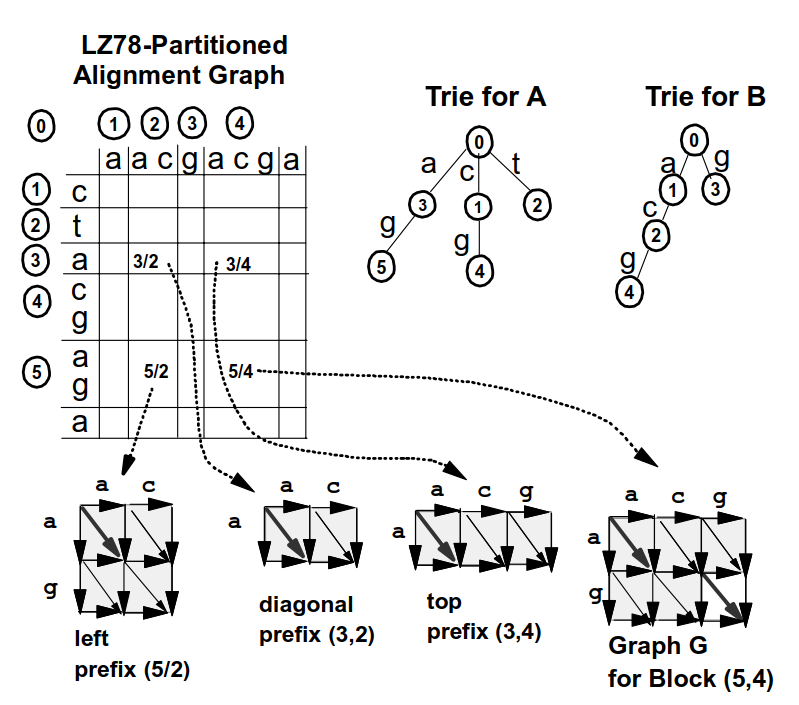 LZ78-Partitioned
Alignment Graph
0 1 2 3 4
a a c g a c g a
1 c
2 t
3 a 3/2 3/4
4 c
g
5 a 5/2 5/4
g
a
Trie for A
0
a c t
3 1 2
g g
5 4
Trie for B
0
a g
1 3
c
2
g
4
a c
a
g
left
prefix (5/2)
a c
a
diagonal
prefix (3,2)
a c g
a
top
prefix (3,4)
a c g
a
g
Graph G
for Block (5,4)